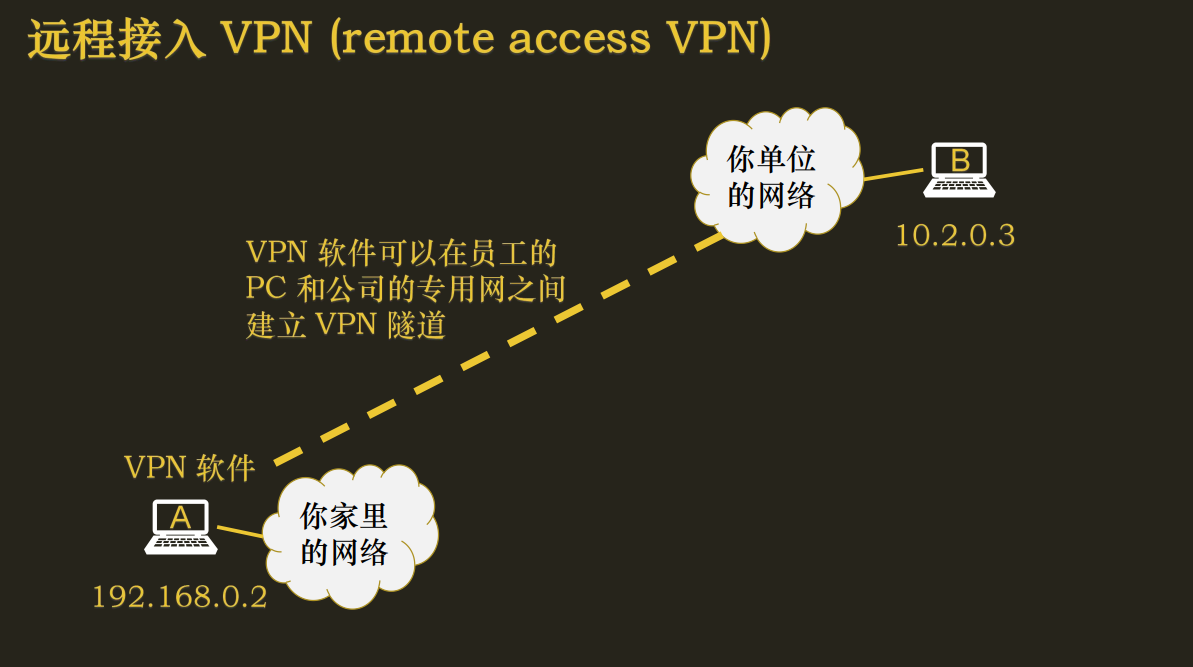 远程接入 VPN (remote access VPN)
你单位
的网络
B
10.2.0.3
VPN 软件可以在员工的
PC 和公司的专用网之间
建立 VPN 隧道
VPN 软件
A
你家里
的网络
192.168.0.2